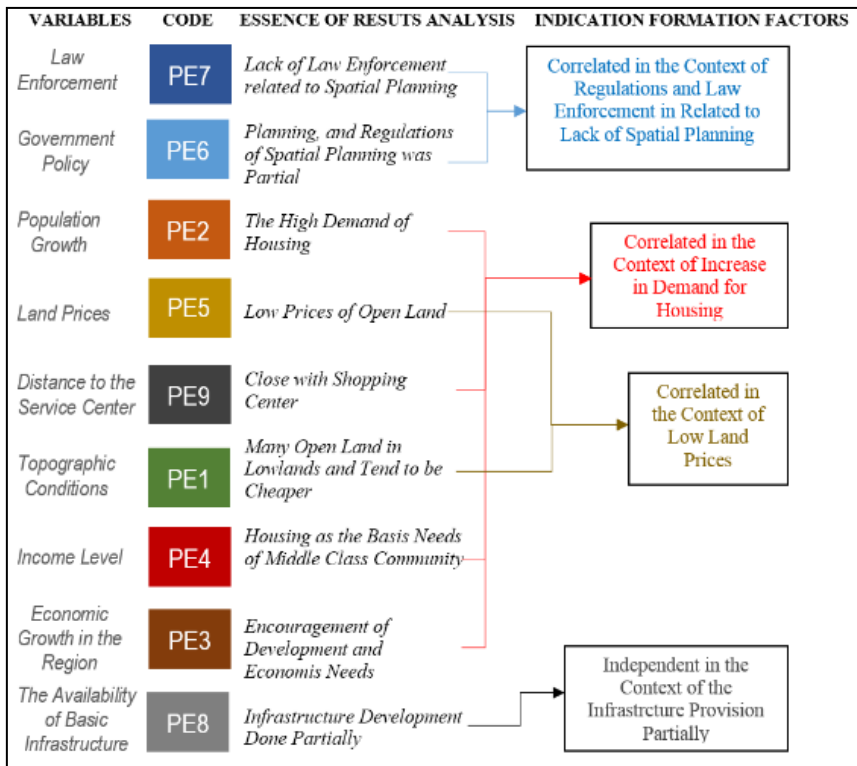 VARIABLES CODE ESSENCE OF RESUTS ANALYSIS INDICATION FORMATION FACTORS
Law
Enforcement
PE7
Lack of Law Enforcement
related to Spatial Planning
Government
Policy
PE6
Planning, and Regulations
of Spatial Planning was
Partial
Correlated in the Context of
Regulations and Law
Enforcement in Related to
Lack of Spatial Planning
Population
Growth
PE2
The High Demand of
Housing
Land Prices
PE5
Low Prices of Open Land
Correlated in the
Context of Increase
in Demand for
Housing
Distance to the
Service Center
PE9
Close with Shopping
Center
Topographic
Conditions
PE1
Many Open Land in
Lowlands and Tend to be
Cheaper
Correlated in
the Context of
Low Land
Prices
Income Level
PE4
Housing as the Basis Needs
of Middle Class Community
Economic
Growth in the
Region
PE3
Encouragement of
Development and
Economis Needs
The Availability
of Basic
Infrastructure
PE8
Infrastructure Development
Done Partially
Independent in the
Context of the
Infrastrcture Provision
Partially